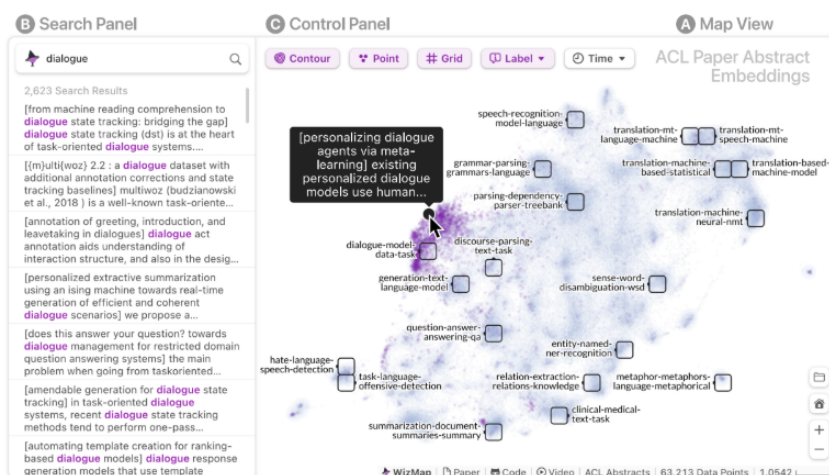 B Search Panel
C Control Panel
A Map View
dialogue
Contour
Point
Grid
Label
Time
ACL Paper Abstract
Embeddings
2,623 Search Results
[from machine reading comprehension to
dialogue state tracking: bridging the gap]
dialogue state tracking (dst) is at the heart
of task-oriented dialogue systems....
[{m}ulti{woz} 2.2 : a dialogue dataset with
additional annotation corrections and state
tracking baselines] multiwoz (budzianowski
et al., 2018 ) is a well-known task-oriente...
[annotation of greeting, introduction, and
leavetaking in dialogues] dialogue act
annotation aids understanding of
interaction structure, and also in the desig...
[personalized extractive summarization
using an ising machine towards real-time
generation of efficient and coherent
dialogue scenarios] we propose a...
[does this answer your question? towards
dialogue management for restricted domain
question answering systems] the main
problem when going from taskoriented...
[amendable generation for dialogue state
tracking] in task-oriented dialogue
systems, recent dialogue state tracking
methods tend to perform one-pass...
[automating template creation for ranking-
based dialogue models] dialogue response
generation models that use template
[personalizing dialogue
agents via meta-
learning] existing
personalized dialogue
models use human...
speech-recognition-
model-language
translation-mt-
language-machine
translation-mt-
speech-machine
grammar-parsing-
grammars-language
translation-machine-
based-statistical
translation-based-
machine-model
parsing-dependency-
parser-treebank
translation-machine-
neural-nmt
dialogue-model-
data-task
discourse-parsing-
text-task
generation-text-
language-model
sense-word-
disambiguation-wsd
question-answer-
answering-qa
entity-named-
ner-recognition
hate-language-
speech-detection
task-language-
offensive-detection
relation-extraction-
relations-knowledge
metaphor-metaphors-
language-metaphorical
clinical-medical-
text-task
summarization-document-
summaries-summary
WizMap | Paper | Code | Video | ACL Abstracts | 63,213 Data Points | 1.0542